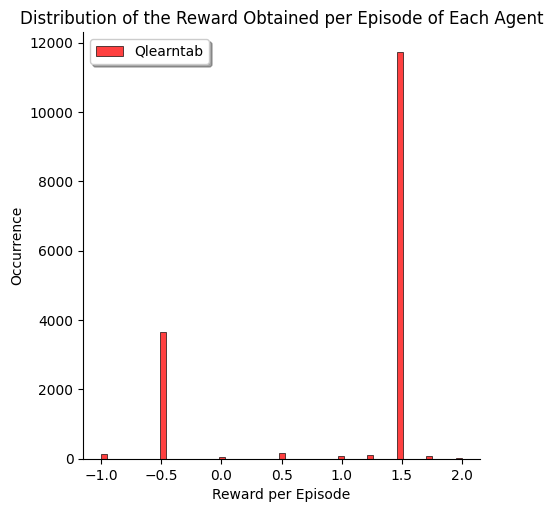 Distribution of the Reward Obtained per Episode of Each Agent
Qlearntab
12000
10000
8000
6000
4000
2000
0
Occurrence
−1.0 −0.5 0.0 0.5 1.0 1.5 2.0
Reward per Episode